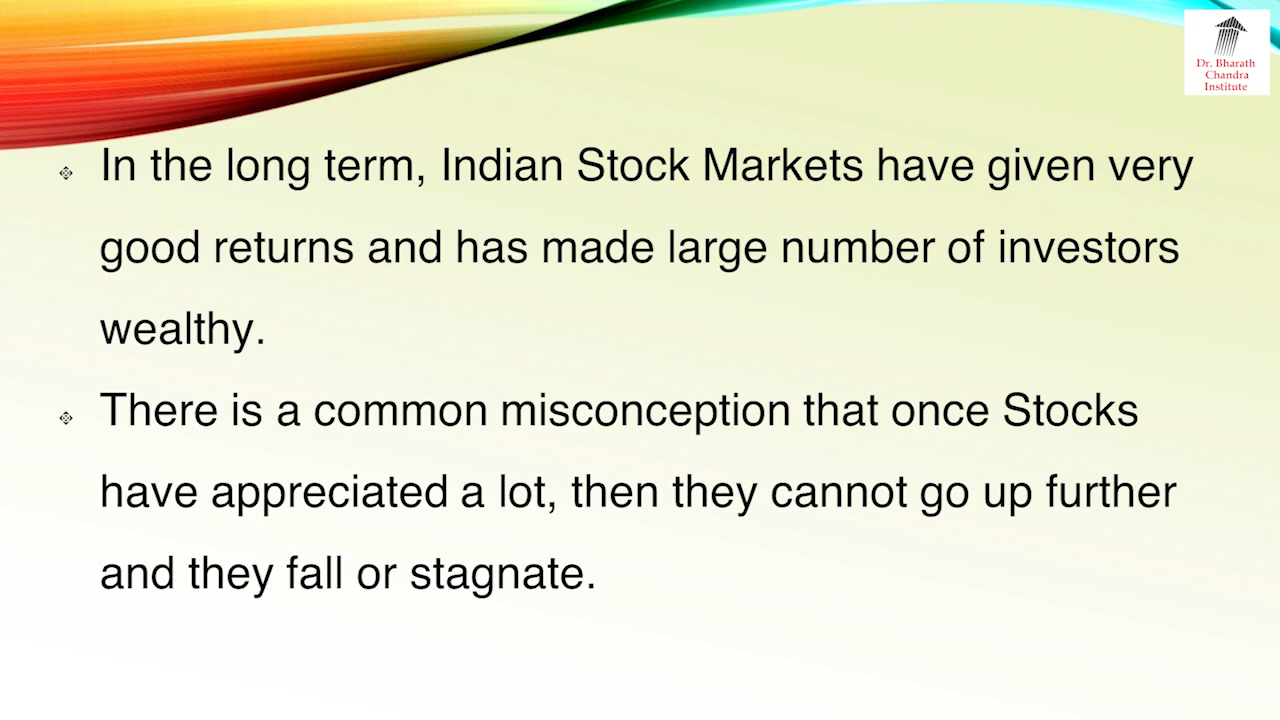 Dr. Bharath
Chandra
Institute
In the long term, Indian Stock Markets have given very
good returns and has made large number of investors
wealthy.
There is a common misconception that once Stocks
have appreciated a lot, then they cannot go up further
and they fall or stagnate.